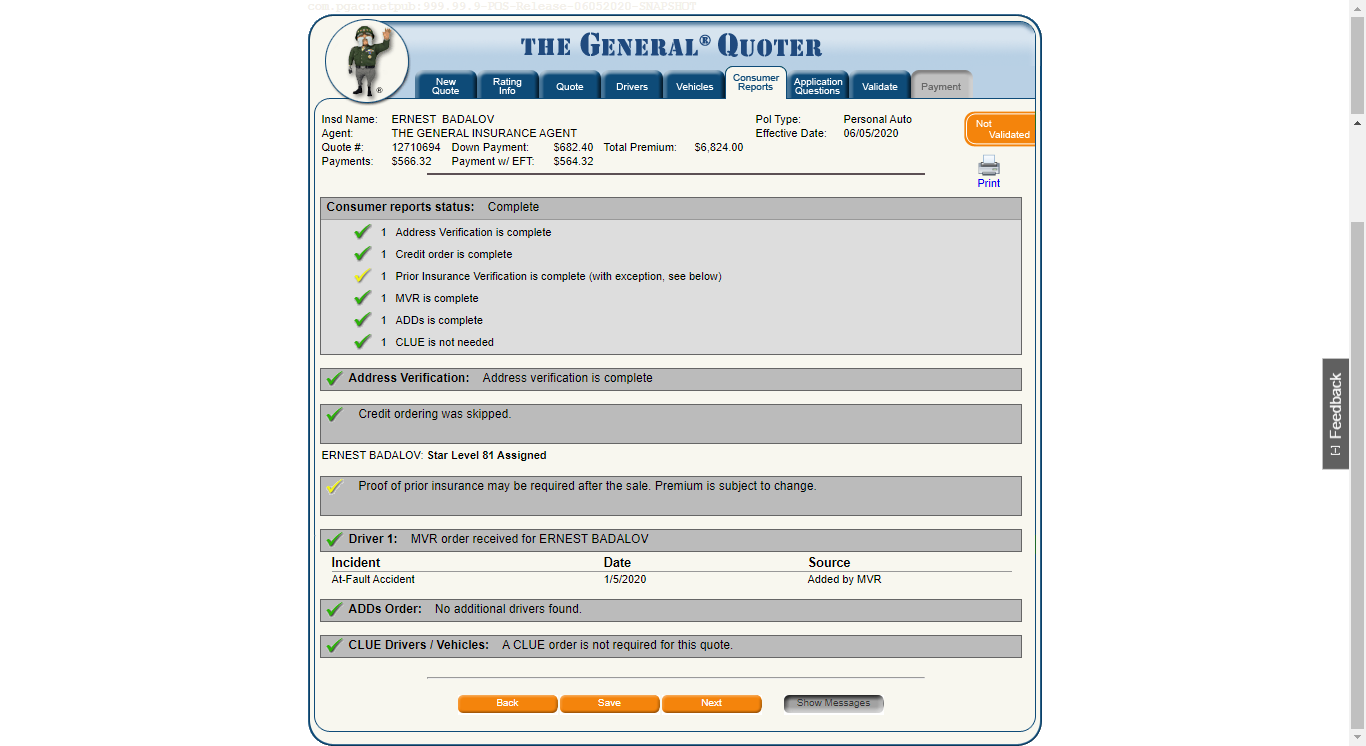 com.pgac:netpub:999.99.9-POS-Release-06052020-SNAPSHOT
THE GENERAL® QUOTER
New Quote
Rating Info
Quote
Drivers
Vehicles
Consumer Reports
Application Questions
Validate
Payment
Insd Name: ERNEST BADALOV Pol Type: Personal Auto
Agent: THE GENERAL INSURANCE AGENT Effective Date: 06/05/2020
Quote #: 12710694 Down Payment: $682.40 Total Premium: $6,824.00
Payments: $566.32 Payment w/ EFT: $564.32
Not Validated
Print
Consumer reports status: Complete
1 Address Verification is complete
1 Credit order is complete
1 Prior Insurance Verification is complete (with exception, see below)
1 MVR is complete
1 ADDs is complete
1 CLUE is not needed
Address Verification: Address verification is complete
Credit ordering was skipped.
ERNEST BADALOV: Star Level 81 Assigned
Proof of prior insurance may be required after the sale. Premium is subject to change.
Driver 1: MVR order received for ERNEST BADALOV
Incident Date Source
At-Fault Accident 1/5/2020 Added by MVR
ADDs Order: No additional drivers found.
CLUE Drivers / Vehicles: A CLUE order is not required for this quote.
Back Save Next Show Messages
[-] Feedback